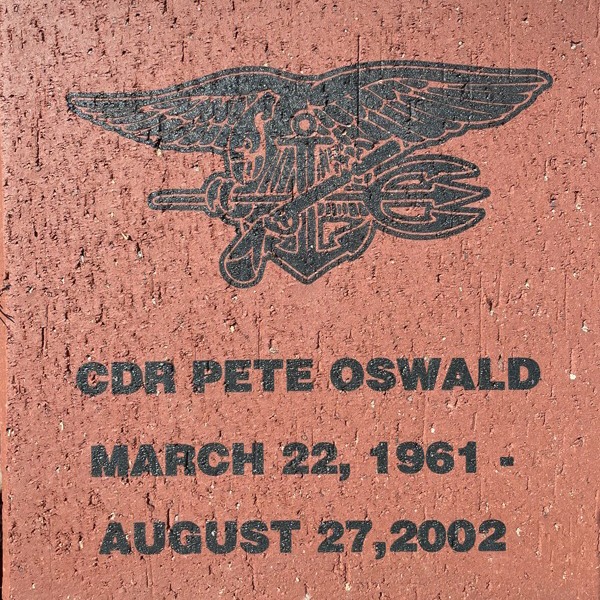 CDR PETE OSWALD
MARCH 22, 1961 -
AUGUST 27,2002